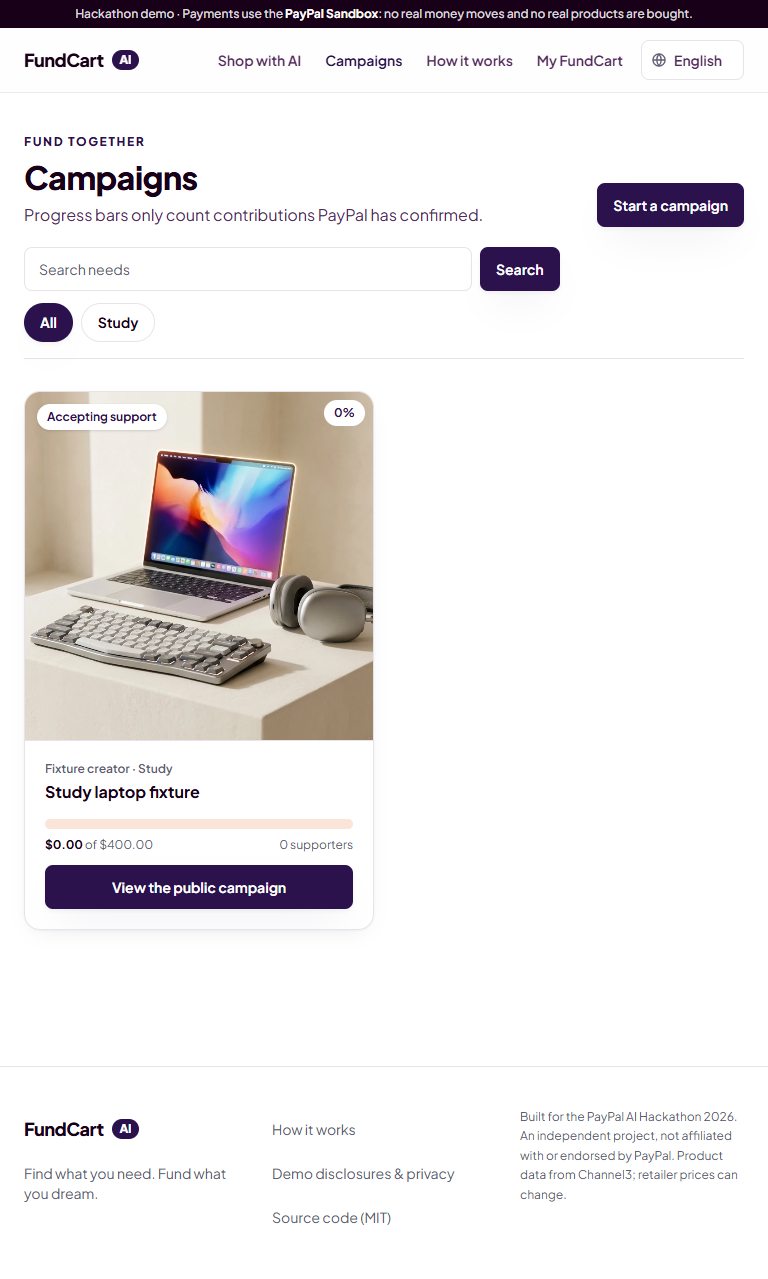 Hackathon demo · Payments use the PayPal Sandbox: no real money moves and no real products are bought.
FundCart AI
Shop with AI
Campaigns
How it works
My FundCart
English
FUND TOGETHER
Campaigns
Progress bars only count contributions PayPal has confirmed.
Start a campaign
Search needs
Search
All
Study
Accepting support
0%
Fixture creator · Study
Study laptop fixture
$0.00 of $400.00
0 supporters
View the public campaign
FundCart AI
Find what you need. Fund what
you dream.
How it works
Demo disclosures & privacy
Source code (MIT)
Built for the PayPal AI Hackathon 2026.
An independent project, not affiliated
with or endorsed by PayPal. Product
data from Channel3; retailer prices can
change.